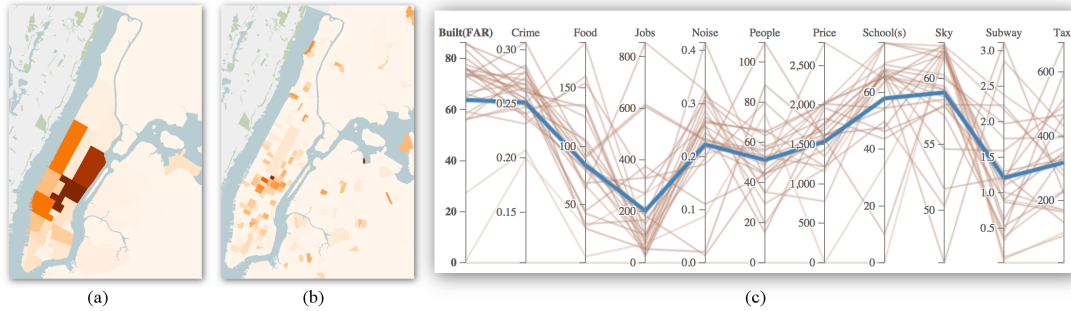 Built(FAR) Crime Food Jobs Noise People Price School(s) Sky Subway Tax
80 0.30 150 800 0.4 100 2,500 60 60 3.0 600
60 0.25 100 600 0.3 80 2,000 40 55 2.5 400
40 0.20 50 400 0.2 60 1,500 20 50 2.0 200
20 0.15 200 0.1 40 1,000 0 1.5
0 0.0 20 500 1.0
0 0 0.5
0.0
(a) (b) (c)